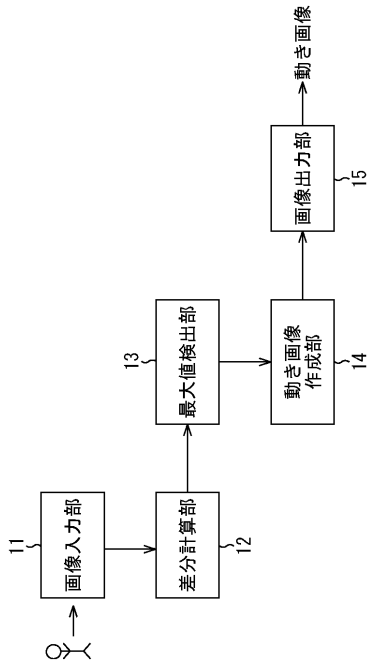 11
画像入力部
差分計算部
12
13
最大値検出部
動き画像
作成部
14
画像出力部
15
動き画像